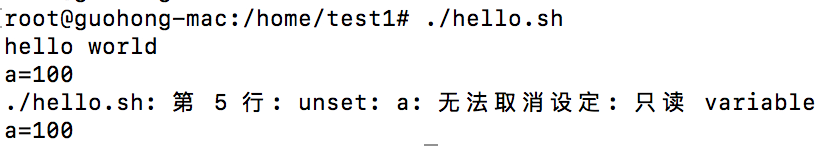 root@guohong-mac:/home/test1# ./hello.sh
hello world
a=100
./hello.sh: 第 5 行: unset: a: 无法取消设定: 只读 variable
a=100